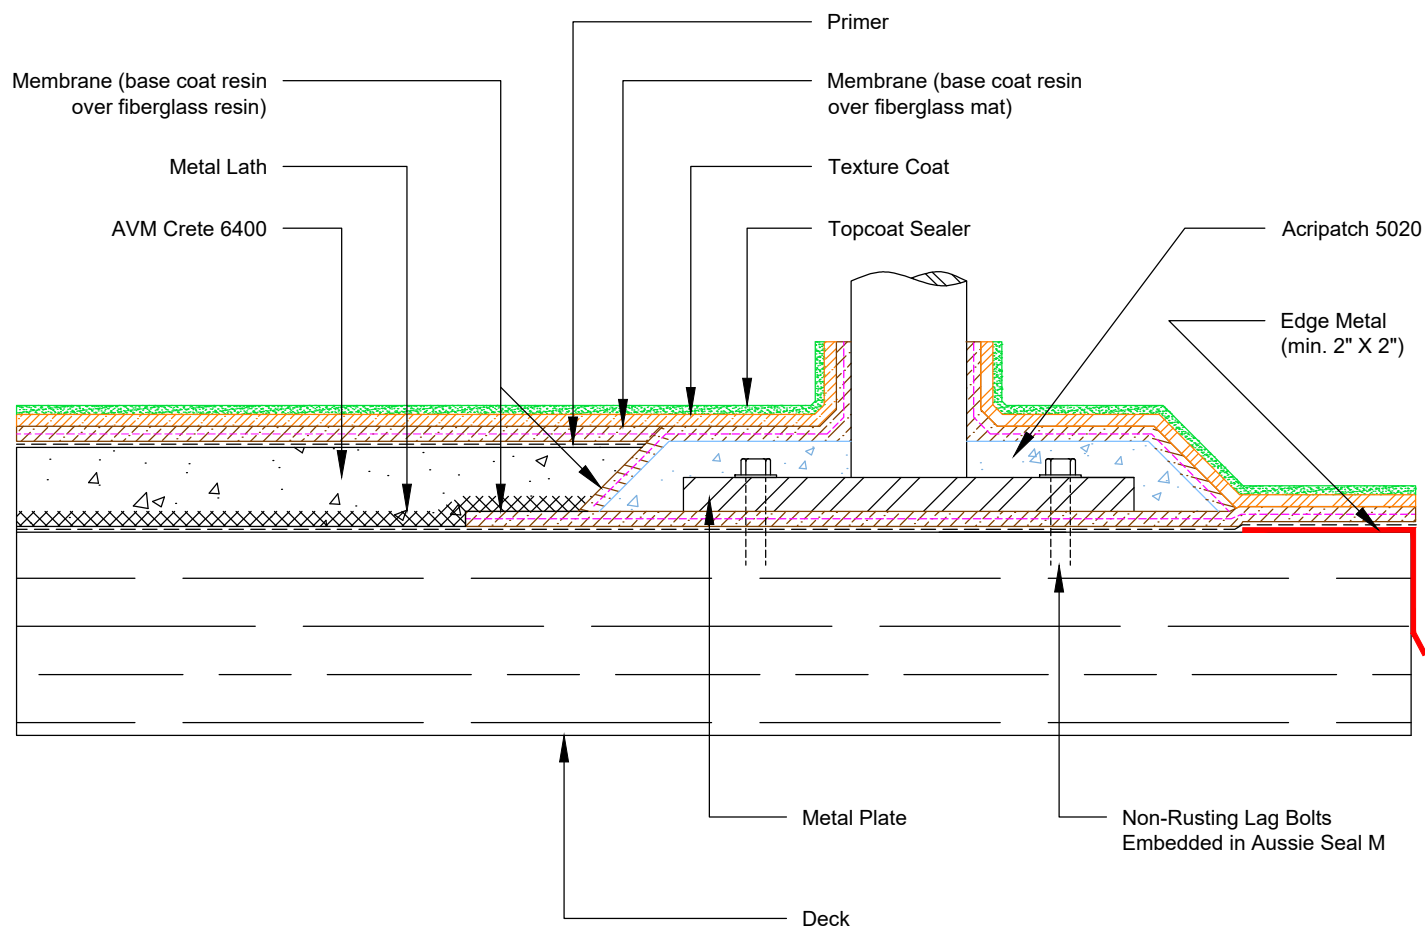 Primer
Membrane (base coat resin
over fiberglass resin)
Membrane (base coat resin
over fiberglass mat)
Metal Lath
Texture Coat
AVM Crete 6400
Topcoat Sealer
Acripatch 5020
Edge Metal
(min. 2" X 2")
Metal Plate
Non-Rusting Lag Bolts
Embedded in Aussie Seal M
Deck